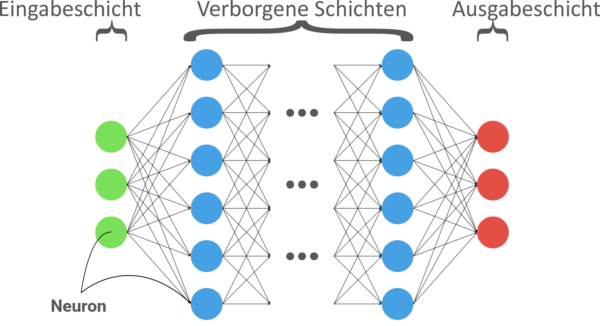 Eingabeschicht
Verborgene Schichten
Ausgabeschicht
Neuron